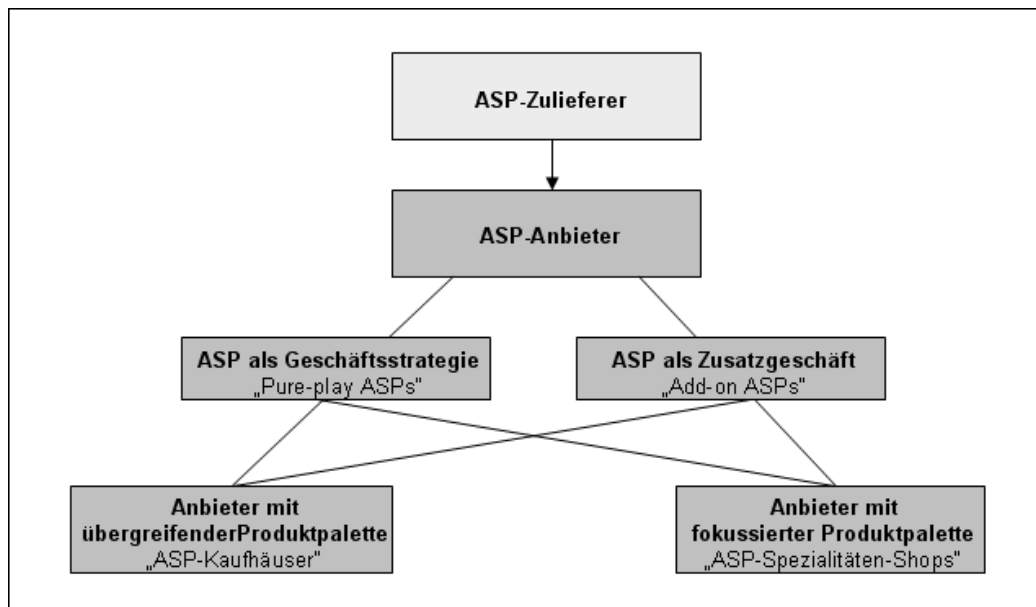 ASP-Zulieferer
ASP-Anbieter
ASP als Geschäftsstrategie
„Pure-play ASPs"
ASP als Zusatzgeschäft
„Add-on ASPs"
Anbieter mit
übergreifenderProduktpalette
„ASP-Kaufhäuser"
Anbieter mit
fokussierter Produktpalette
„ASP-Spezialitäten-Shops"